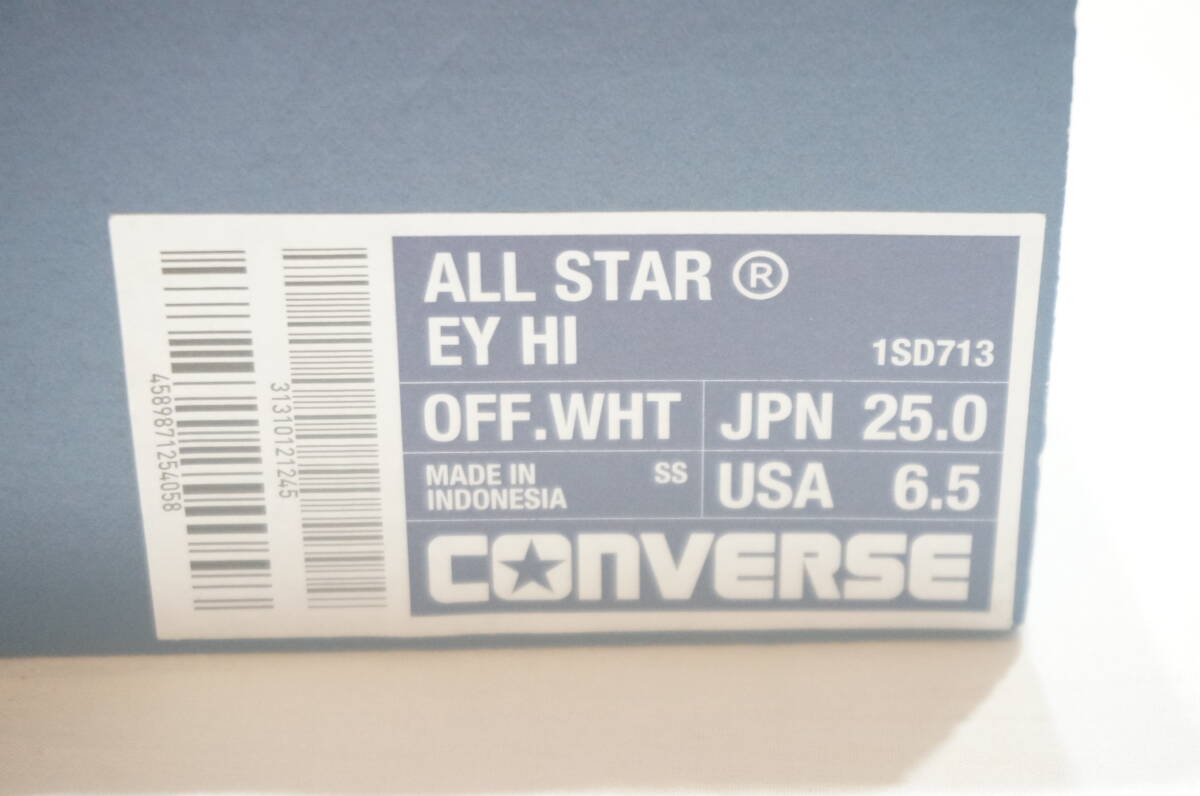 ALL STAR ®
EY HI
1SD713
OFF.WHT
JPN 25.0
MADE IN
INDONESIA
SS
USA 6.5
CONVERSE
4589871254058
31310121245